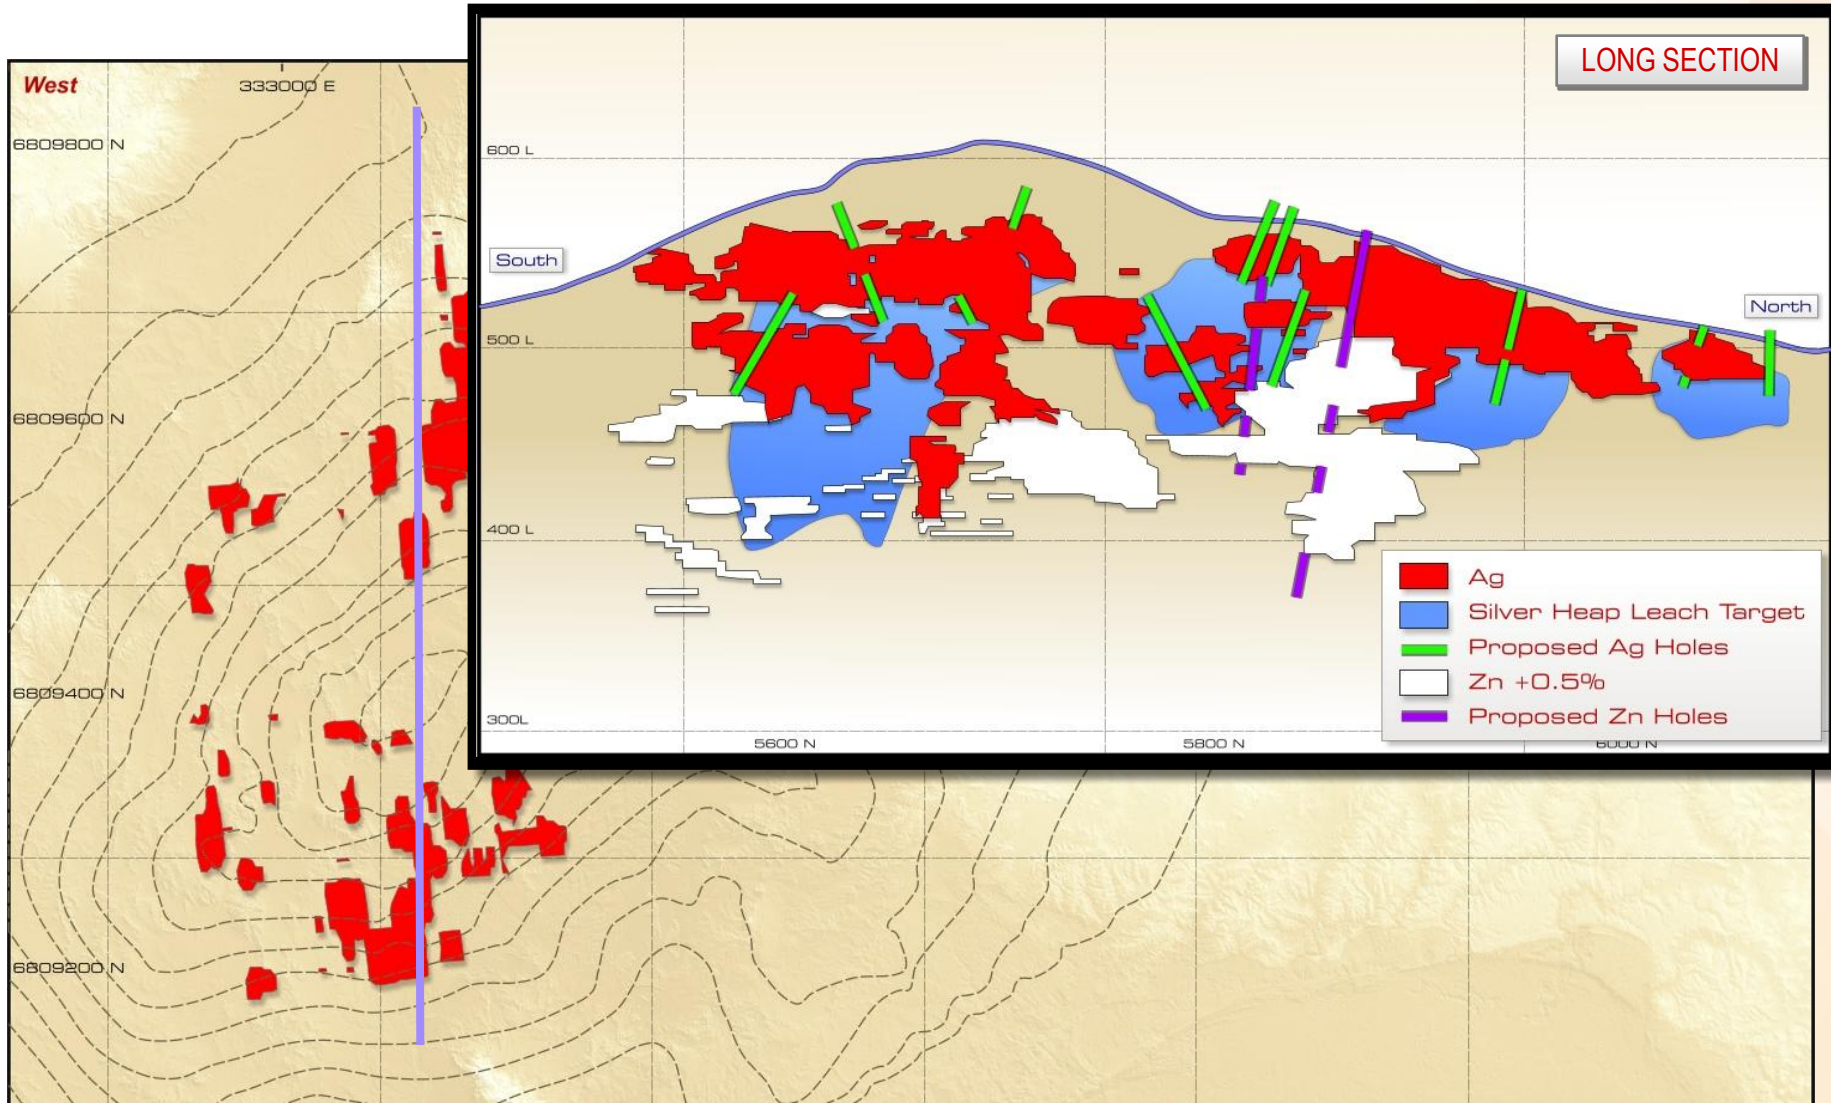 LONG SECTION
West
333000 E
6809800 N
600 L
South
North
500 L
6809600 N
400 L
Ag
Silver Heap Leach Target
Proposed Ag Holes
Zn +0.5%
Proposed Zn Holes
6809400 N
300L
5600 N
5800 N
6000 N
6809200 N